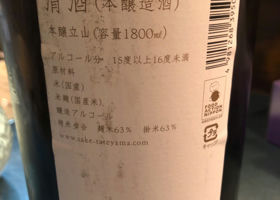 清酒(本醸造酒)
本醸立山(容量1800㎖)
アルコール分 15度以上16度未満
原材料
米(国産)
米麹(国産米)、
醸造アルコール
精米歩合 麹米63% 掛米63%
www.sake-tateyama.com
FOOD ACTION NIPPON